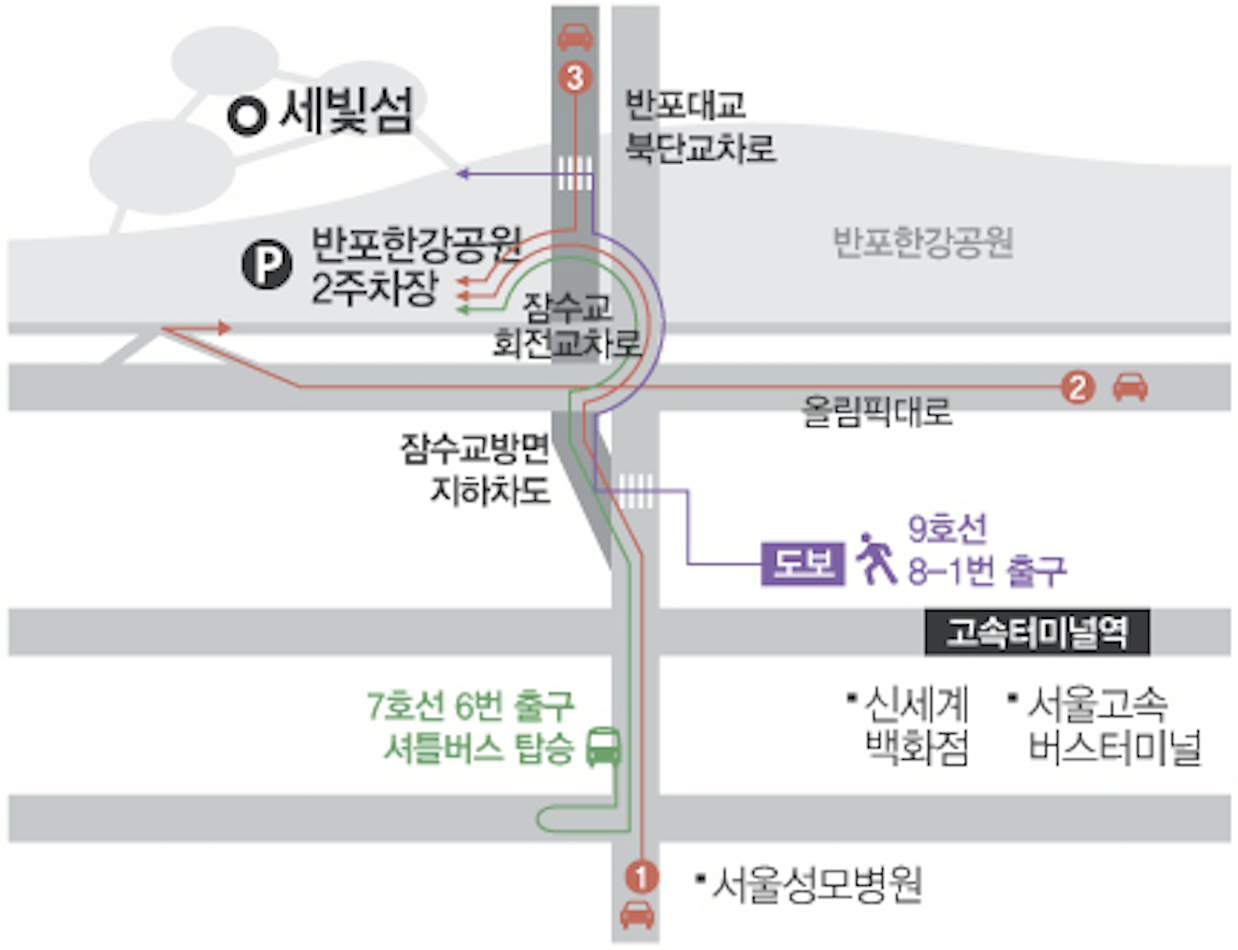 3
반포대교
북단교차로
세빛섬
P
반포한강공원
2주차장
반포한강공원
잠수교
회전교차로
2
올림픽대로
잠수교방면
지하차도
도보
9호선
8-1번 출구
고속터미널역
7호선 6번 출구
셔틀버스 탑승
▪ 신세계
백화점
▪ 서울고속
버스터미널
1
▪ 서울성모병원